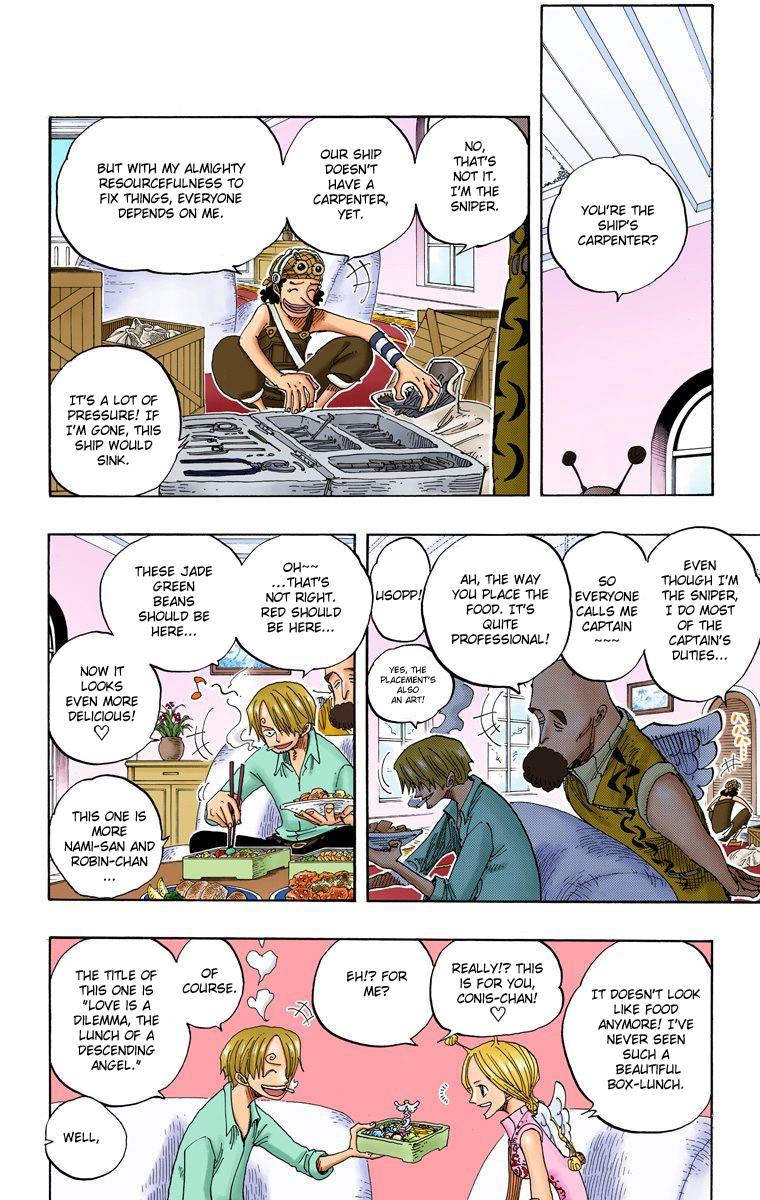 YOU'RE THE
SHIP'S
CARPENTER?
NO,
THAT'S
NOT IT.
I'M THE
SNIPER.
OUR SHIP
DOESN'T
HAVE A
CARPENTER,
YET.
BUT WITH MY ALMIGHTY
RESOURCEFULNESS TO
FIX THINGS, EVERYONE
DEPENDS ON ME.
IT'S A LOT OF
PRESSURE! IF
I'M GONE, THIS
SHIP WOULD
SINK.
EVEN
THOUGH I'M
THE SNIPER,
I DO MOST
OF THE
CAPTAIN'S
DUTIES...
SO
EVERYONE
CALLS ME
CAPTAIN
~~~
AH, THE WAY
YOU PLACE THE
FOOD. IT'S
QUITE
PROFESSIONAL!
USOPP!
YES, THE
PLACEMENT'S
ALSO
AN ART!
OH~~
...THAT'S
NOT RIGHT.
RED SHOULD
BE HERE...
THESE JADE
GREEN
BEANS
SHOULD BE
HERE...
NOW IT
LOOKS
EVEN MORE
DELICIOUS!
♡
THIS ONE IS
MORE
NAMI-SAN AND
ROBIN-CHAN
...
IT DOESN'T LOOK
LIKE FOOD
ANYMORE! I'VE
NEVER SEEN
SUCH A
BEAUTIFUL
BOX-LUNCH.
REALLY!? THIS
IS FOR YOU,
CONIS-CHAN!
♡
EH!? FOR
ME?
OF
COURSE.
THE TITLE OF
THIS ONE IS
"LOVE IS A
DILEMMA, THE
LUNCH OF A
DESCENDING
ANGEL."
WELL,